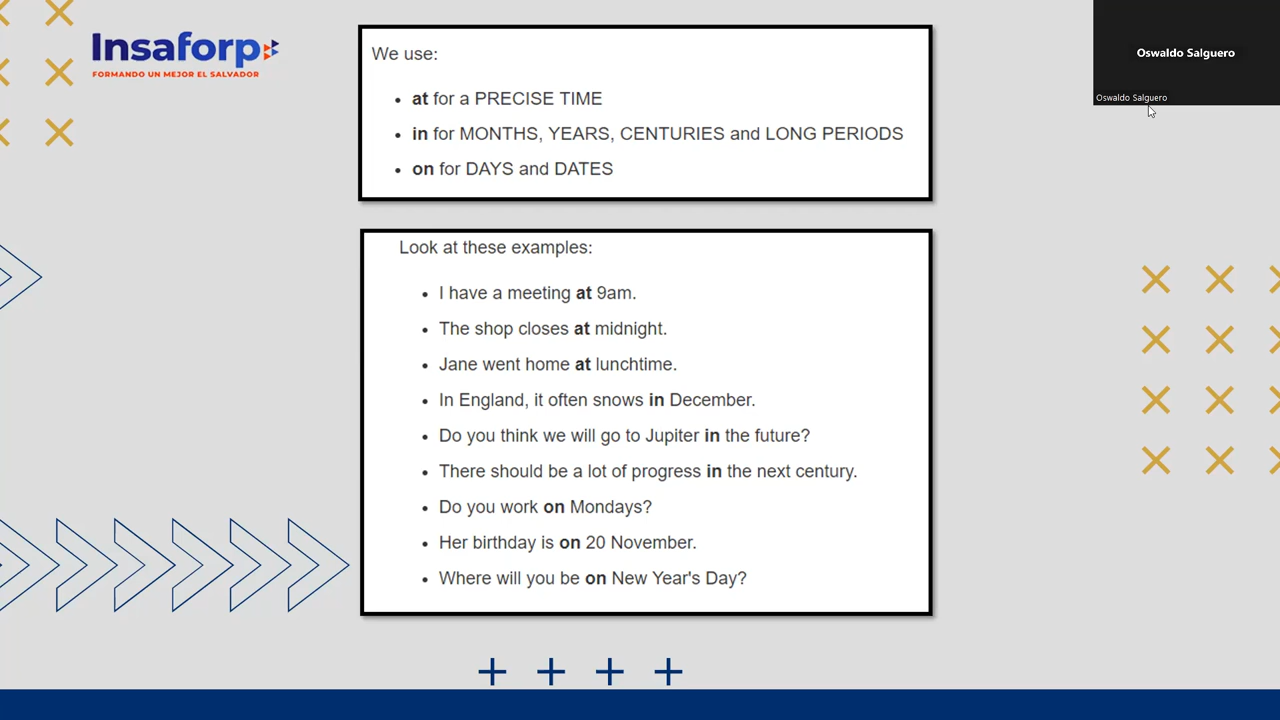 Insaforp
FORMANDO UN MEJOR EL SALVADOR
We use:
• at for a PRECISE TIME
• in for MONTHS, YEARS, CENTURIES and LONG PERIODS
• on for DAYS and DATES
Look at these examples:
• I have a meeting at 9am.
• The shop closes at midnight.
• Jane went home at lunchtime.
• In England, it often snows in December.
• Do you think we will go to Jupiter in the future?
• There should be a lot of progress in the next century.
• Do you work on Mondays?
• Her birthday is on 20 November.
• Where will you be on New Year's Day?
Oswaldo Salguero
Oswaldo Salguero